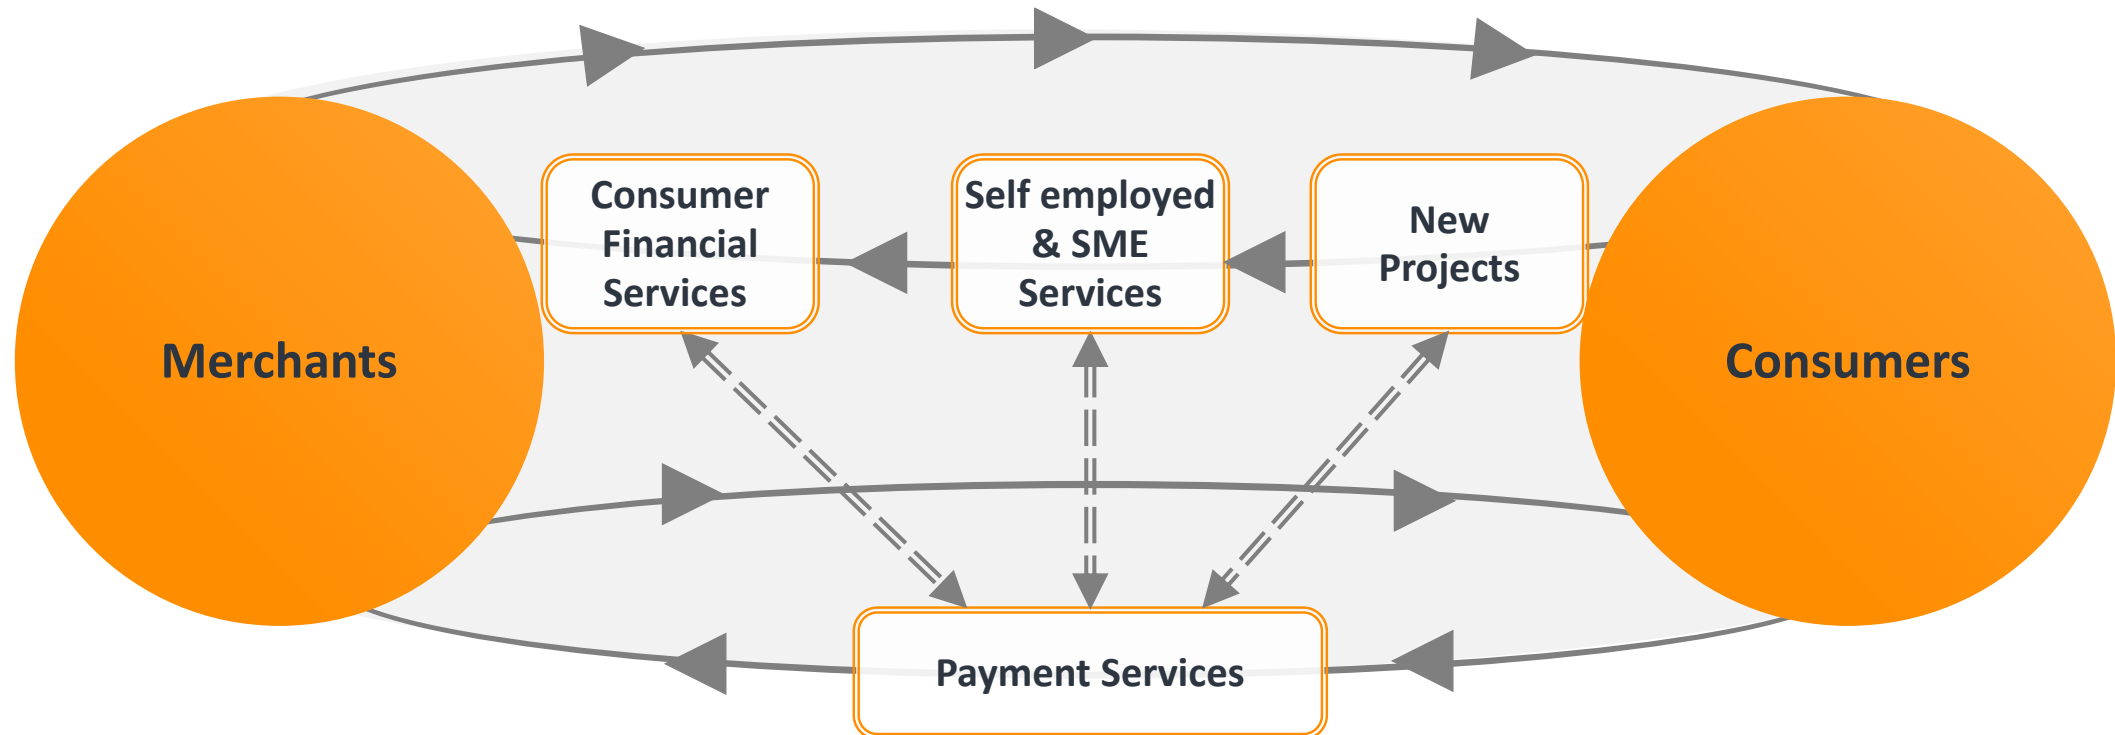 Merchants
Consumer
Financial
Services
Self employed
& SME
Services
New
Projects
Consumers
Payment Services